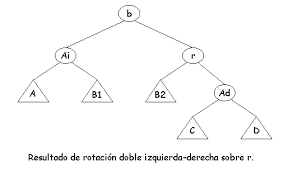 b
Ai r
A B1 B2 Ad
C D
Resultado de rotación doble izquierda-derecha sobre r.